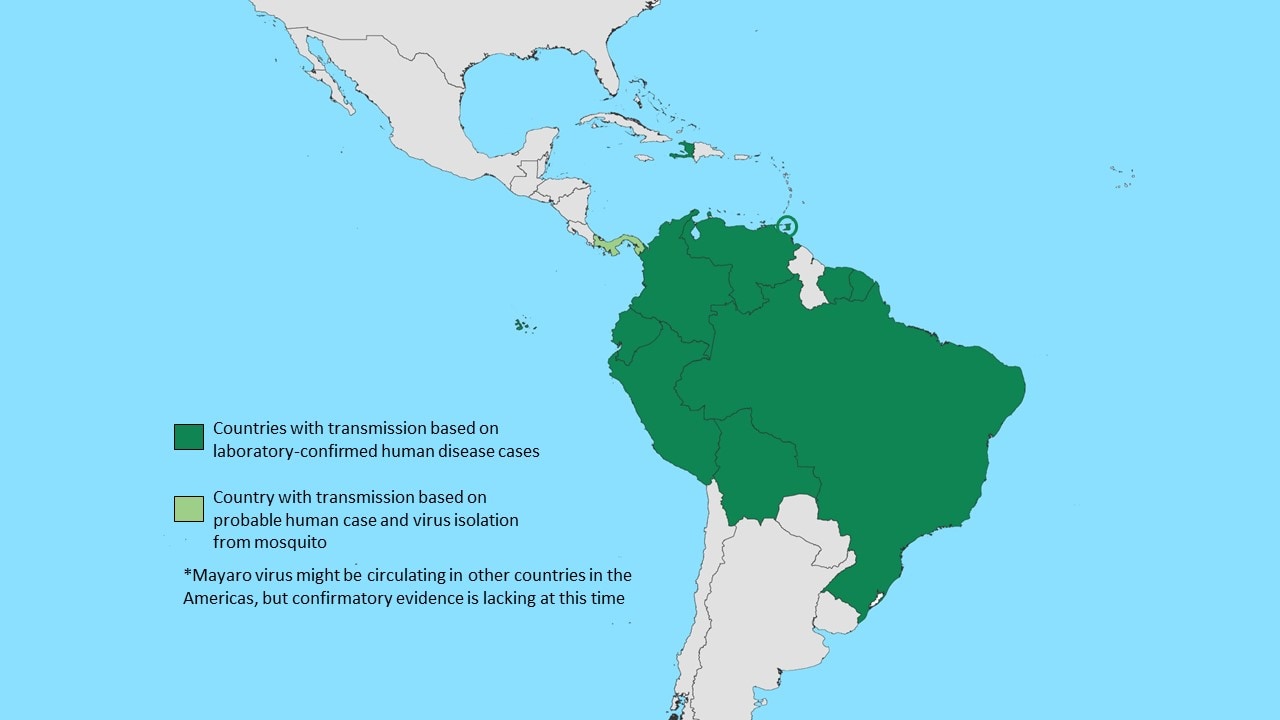 Countries with transmission based on
laboratory-confirmed human disease cases
Country with transmission based on
probable human case and virus isolation
from mosquito
*Mayaro virus might be circulating in other countries in the
Americas, but confirmatory evidence is lacking at this time